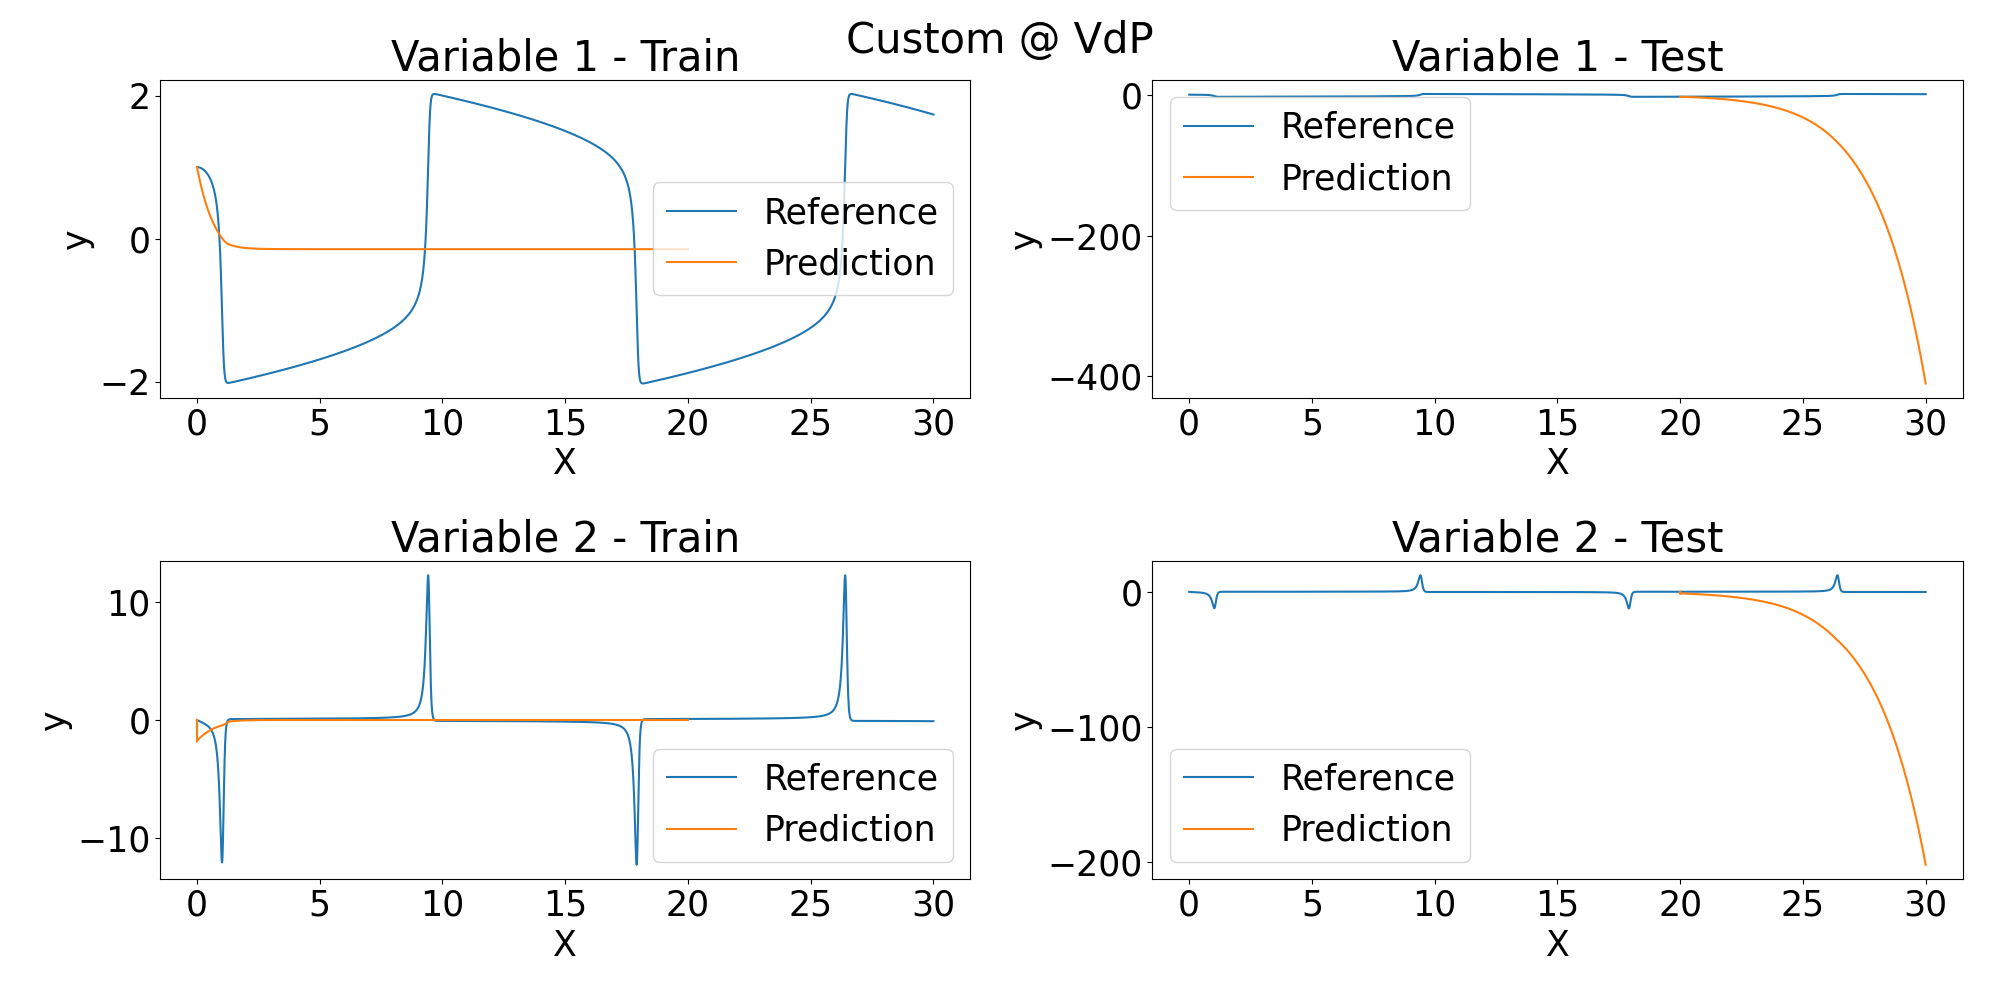 Custom @ VdP
Variable 1 - Train
2
0
−2
y
0
5
10
15
20
25
30
X
Reference
Prediction
Variable 1 - Test
0
−200
−400
y
0
5
10
15
20
25
30
X
Reference
Prediction
Variable 2 - Train
10
0
−10
y
0
5
10
15
20
25
30
X
Reference
Prediction
Variable 2 - Test
0
−100
−200
y
0
5
10
15
20
25
30
X
Reference
Prediction